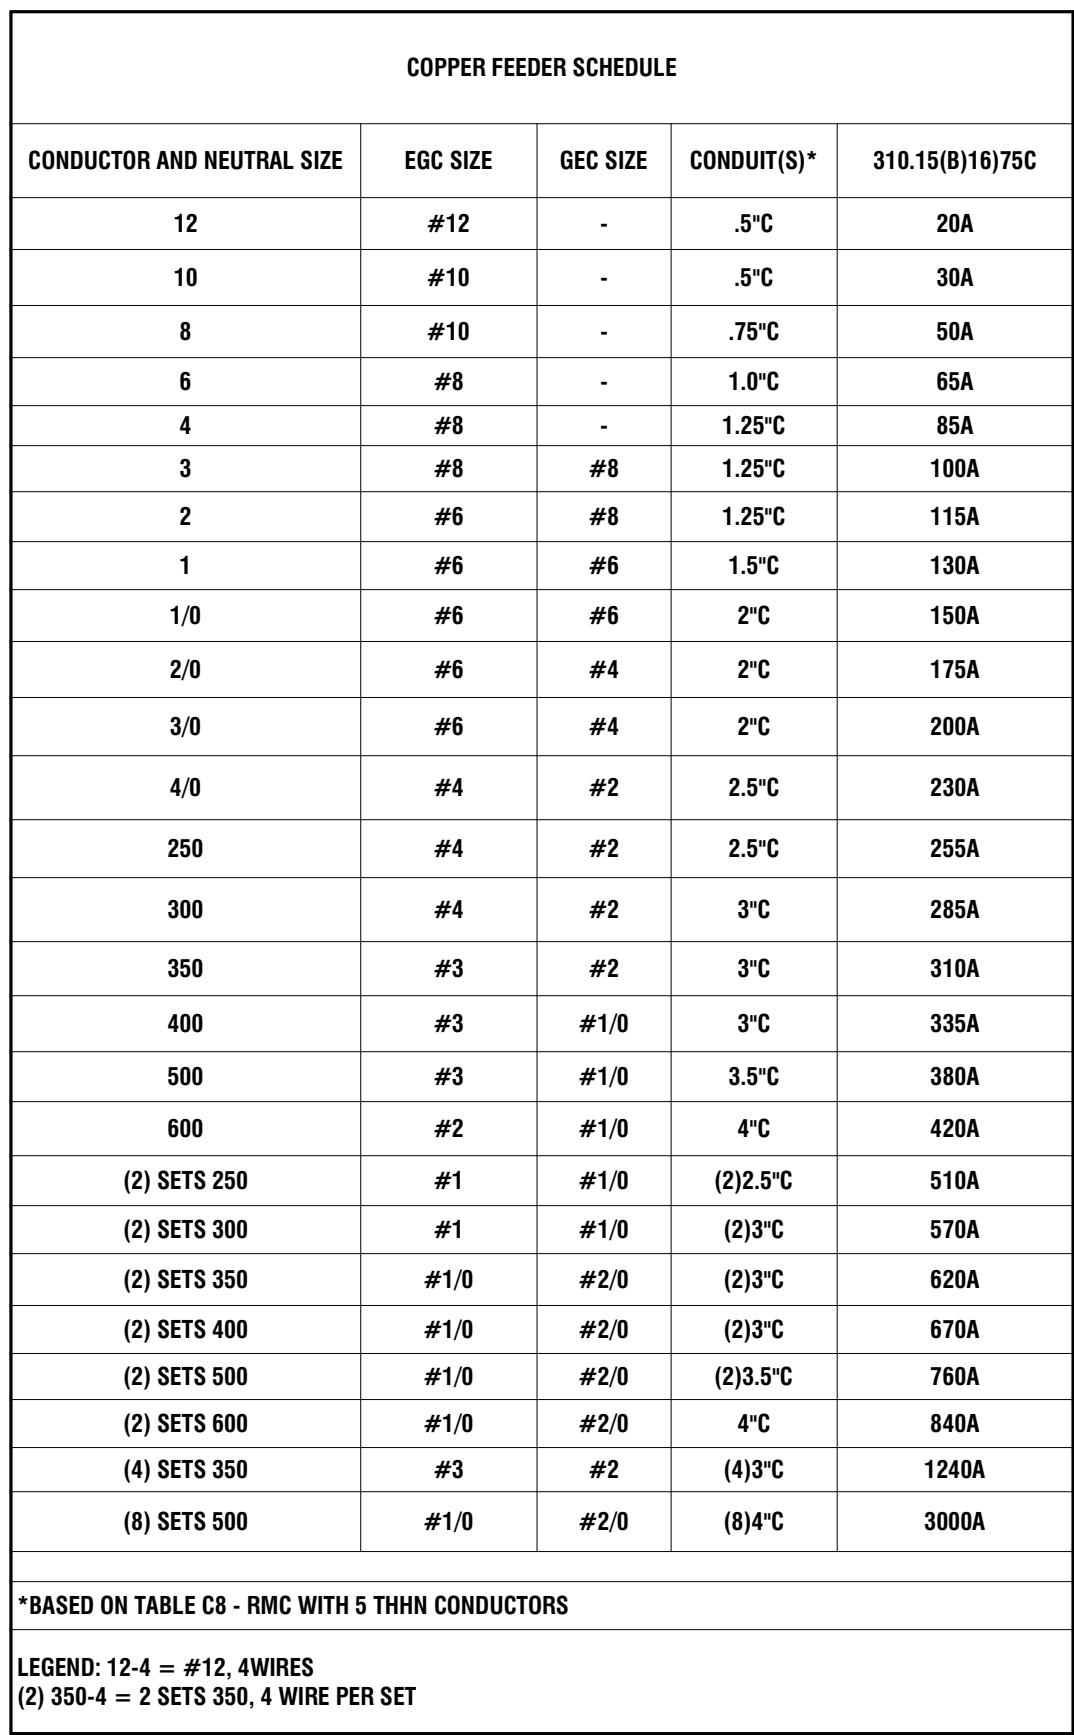 COPPER FEEDER SCHEDULE
CONDUCTOR AND NEUTRAL SIZE EGC SIZE GEC SIZE CONDUIT(S)* 310.15(B)16)75C
12 #12 - .5"C 20A
10 #10 - .5"C 30A
8 #10 - .75"C 50A
6 #8 - 1.0"C 65A
4 #8 - 1.25"C 85A
3 #8 #8 1.25"C 100A
2 #6 #8 1.25"C 115A
1 #6 #6 1.5"C 130A
1/0 #6 #6 2"C 150A
2/0 #6 #4 2"C 175A
3/0 #6 #4 2"C 200A
4/0 #4 #2 2.5"C 230A
250 #4 #2 2.5"C 255A
300 #4 #2 3"C 285A
350 #3 #2 3"C 310A
400 #3 #1/0 3"C 335A
500 #3 #1/0 3.5"C 380A
600 #2 #1/0 4"C 420A
(2) SETS 250 #1 #1/0 (2)2.5"C 510A
(2) SETS 300 #1 #1/0 (2)3"C 570A
(2) SETS 350 #1/0 #2/0 (2)3"C 620A
(2) SETS 400 #1/0 #2/0 (2)3"C 670A
(2) SETS 500 #1/0 #2/0 (2)3.5"C 760A
(2) SETS 600 #1/0 #2/0 4"C 840A
(4) SETS 350 #3 #2 (4)3"C 1240A
(8) SETS 500 #1/0 #2/0 (8)4"C 3000A
*BASED ON TABLE C8 - RMC WITH 5 THHN CONDUCTORS
LEGEND: 12-4 = #12, 4WIRES
(2) 350-4 = 2 SETS 350, 4 WIRE PER SET